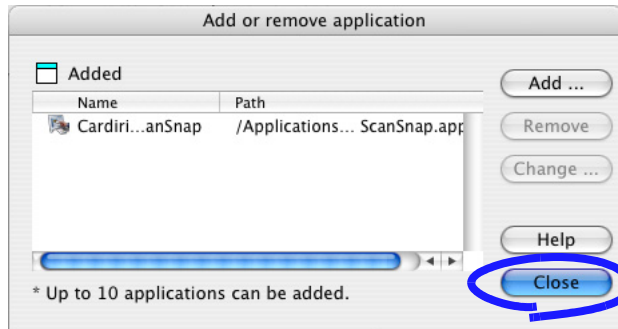 Add or remove application
Added
Name Path
Cardiri...anSnap /Applications... ScanSnap.app
Add ...
Remove
Change ...
Help
Close
* Up to 10 applications can be added.